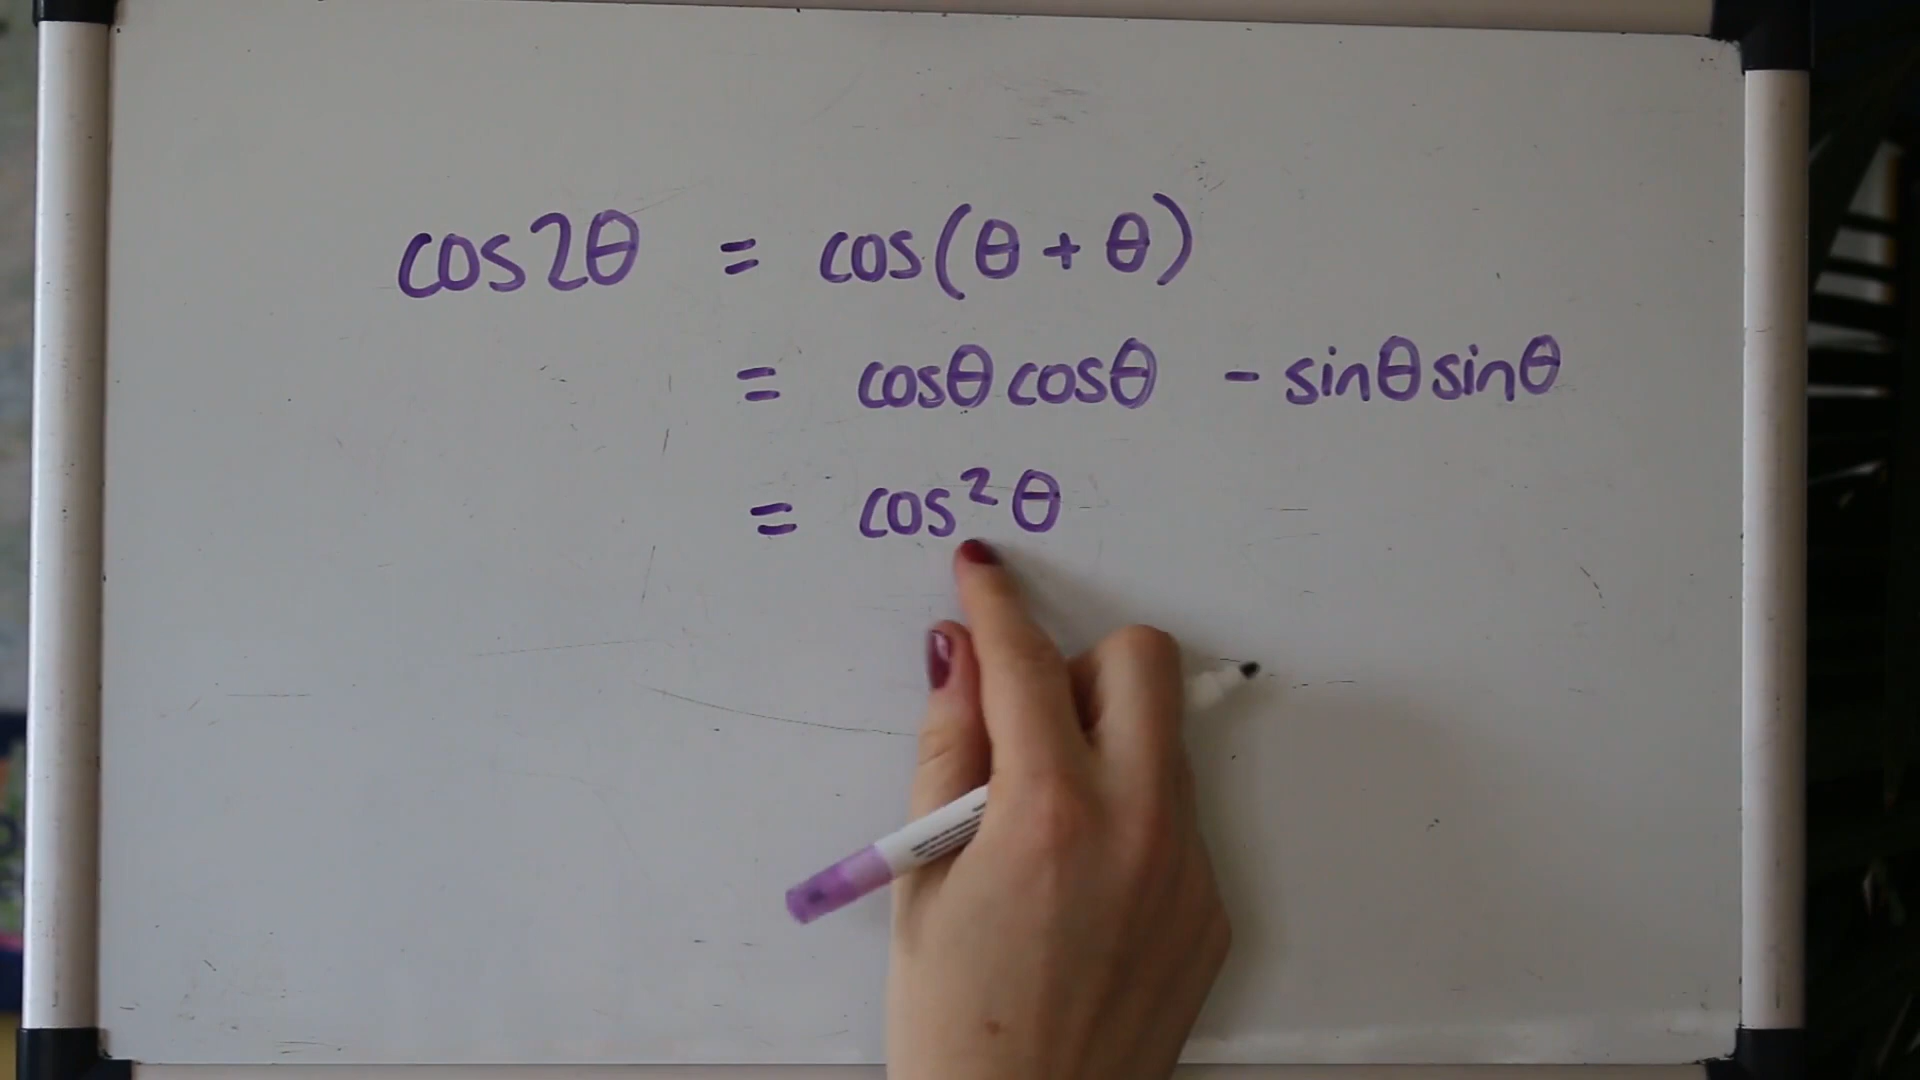 cos2θ = cos(θ + θ)
= cosθ cosθ - sinθ sinθ
= cos²θ